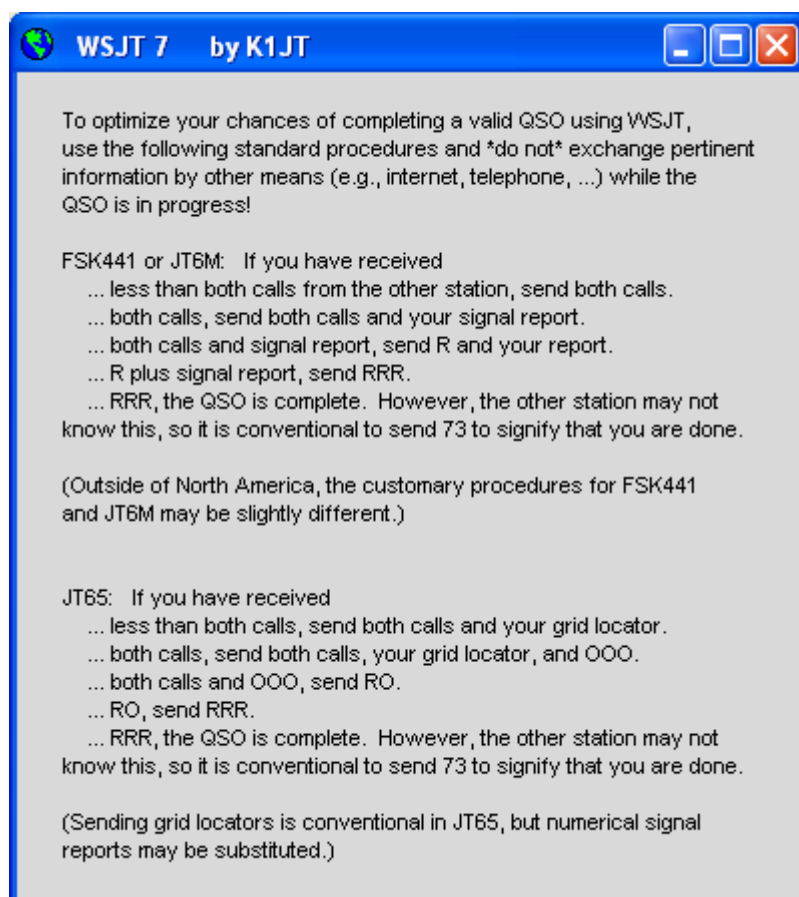 WSJT 7 by K1JT
To optimize your chances of completing a valid QSO using WSJT,
use the following standard procedures and *do not* exchange pertinent
information by other means (e.g., internet, telephone, ...) while the
QSO is in progress!
FSK441 or JT6M: If you have received
... less than both calls from the other station, send both calls.
... both calls, send both calls and your signal report.
... both calls and signal report, send R and your report.
... R plus signal report, send RRR.
... RRR, the QSO is complete. However, the other station may not
know this, so it is conventional to send 73 to signify that you are done.
(Outside of North America, the customary procedures for FSK441
and JT6M may be slightly different.)
JT65: If you have received
... less than both calls, send both calls and your grid locator.
... both calls, send both calls, your grid locator, and OOO.
... both calls and OOO, send RO.
... RO, send RRR.
... RRR, the QSO is complete. However, the other station may not
know this, so it is conventional to send 73 to signify that you are done.
(Sending grid locators is conventional in JT65, but numerical signal
reports may be substituted.)